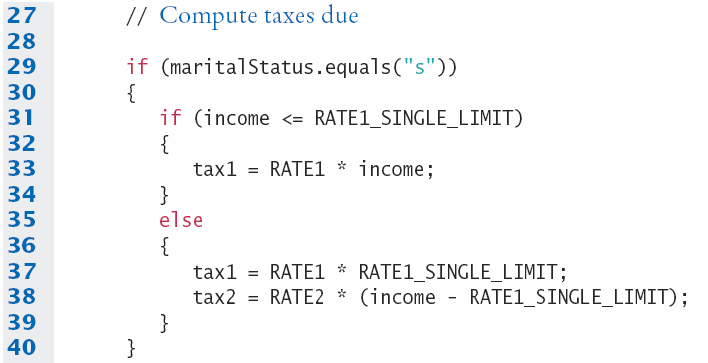 27 // Compute taxes due
28
29 if (maritalStatus.equals("s"))
30 {
31 if (income <= RATE1_SINGLE_LIMIT)
32 {
33 tax1 = RATE1 * income;
34 }
35 else
36 {
37 tax1 = RATE1 * RATE1_SINGLE_LIMIT;
38 tax2 = RATE2 * (income - RATE1_SINGLE_LIMIT);
39 }
40 }